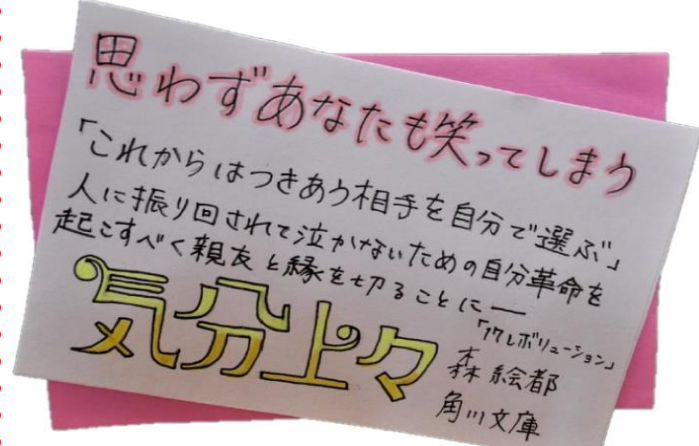 思わずあなたも笑ってしまう
「これからはつきあう相手を自分で選ぶ」
人に振り回されて泣かないための自分革命を
起こすべく親友と縁を切ることに―
気分上々
「17レボリューション」
森 絵都
角川文庫